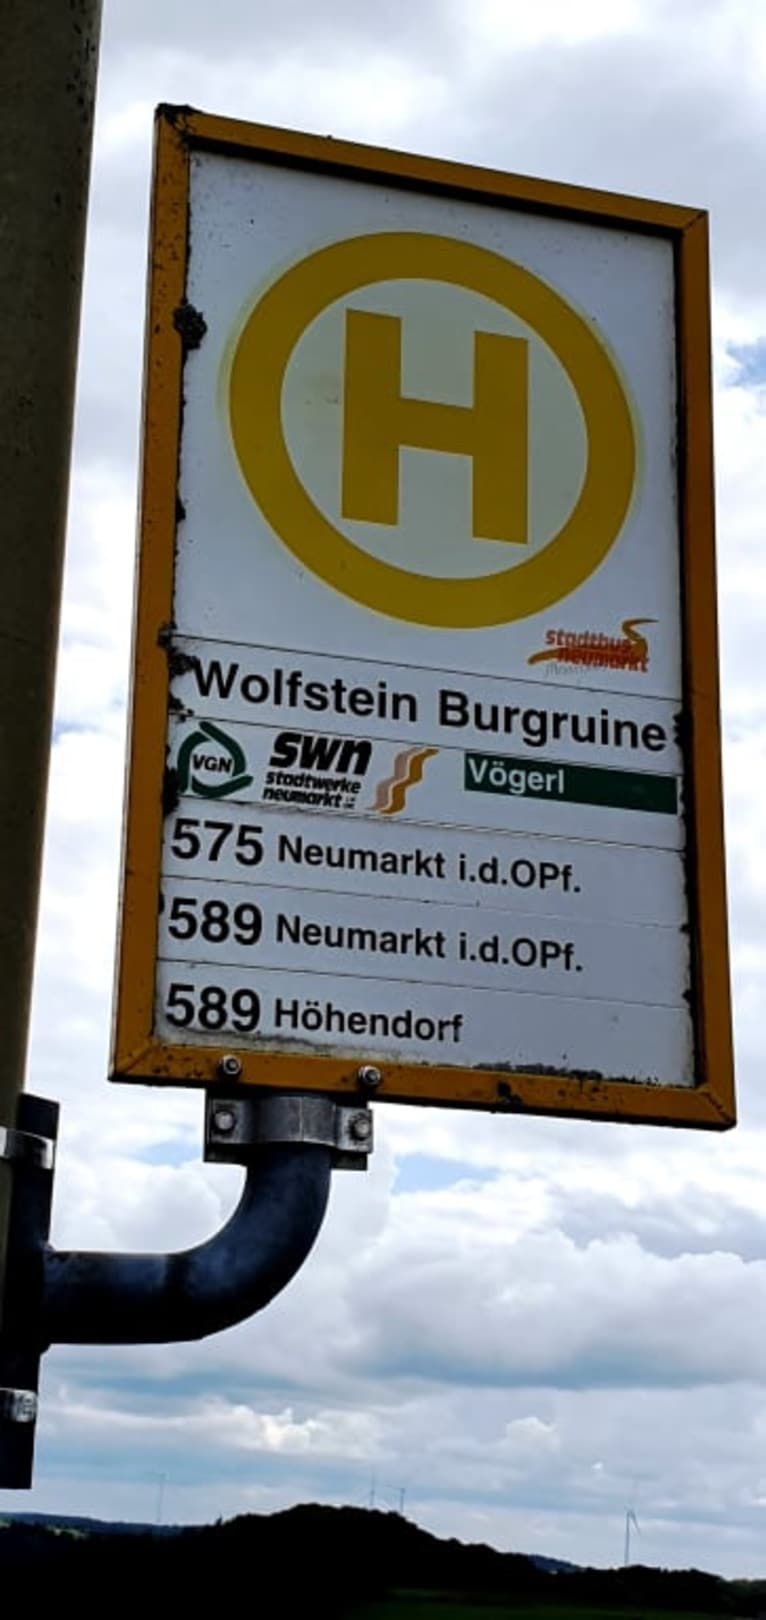 H
stadtbus
neumarkt
Wolfstein Burgruine
VGN
swn
stadtwerke
neumarkt
Vögerl
575 Neumarkt i.d.OPf.
589 Neumarkt i.d.OPf.
589 Höhendorf